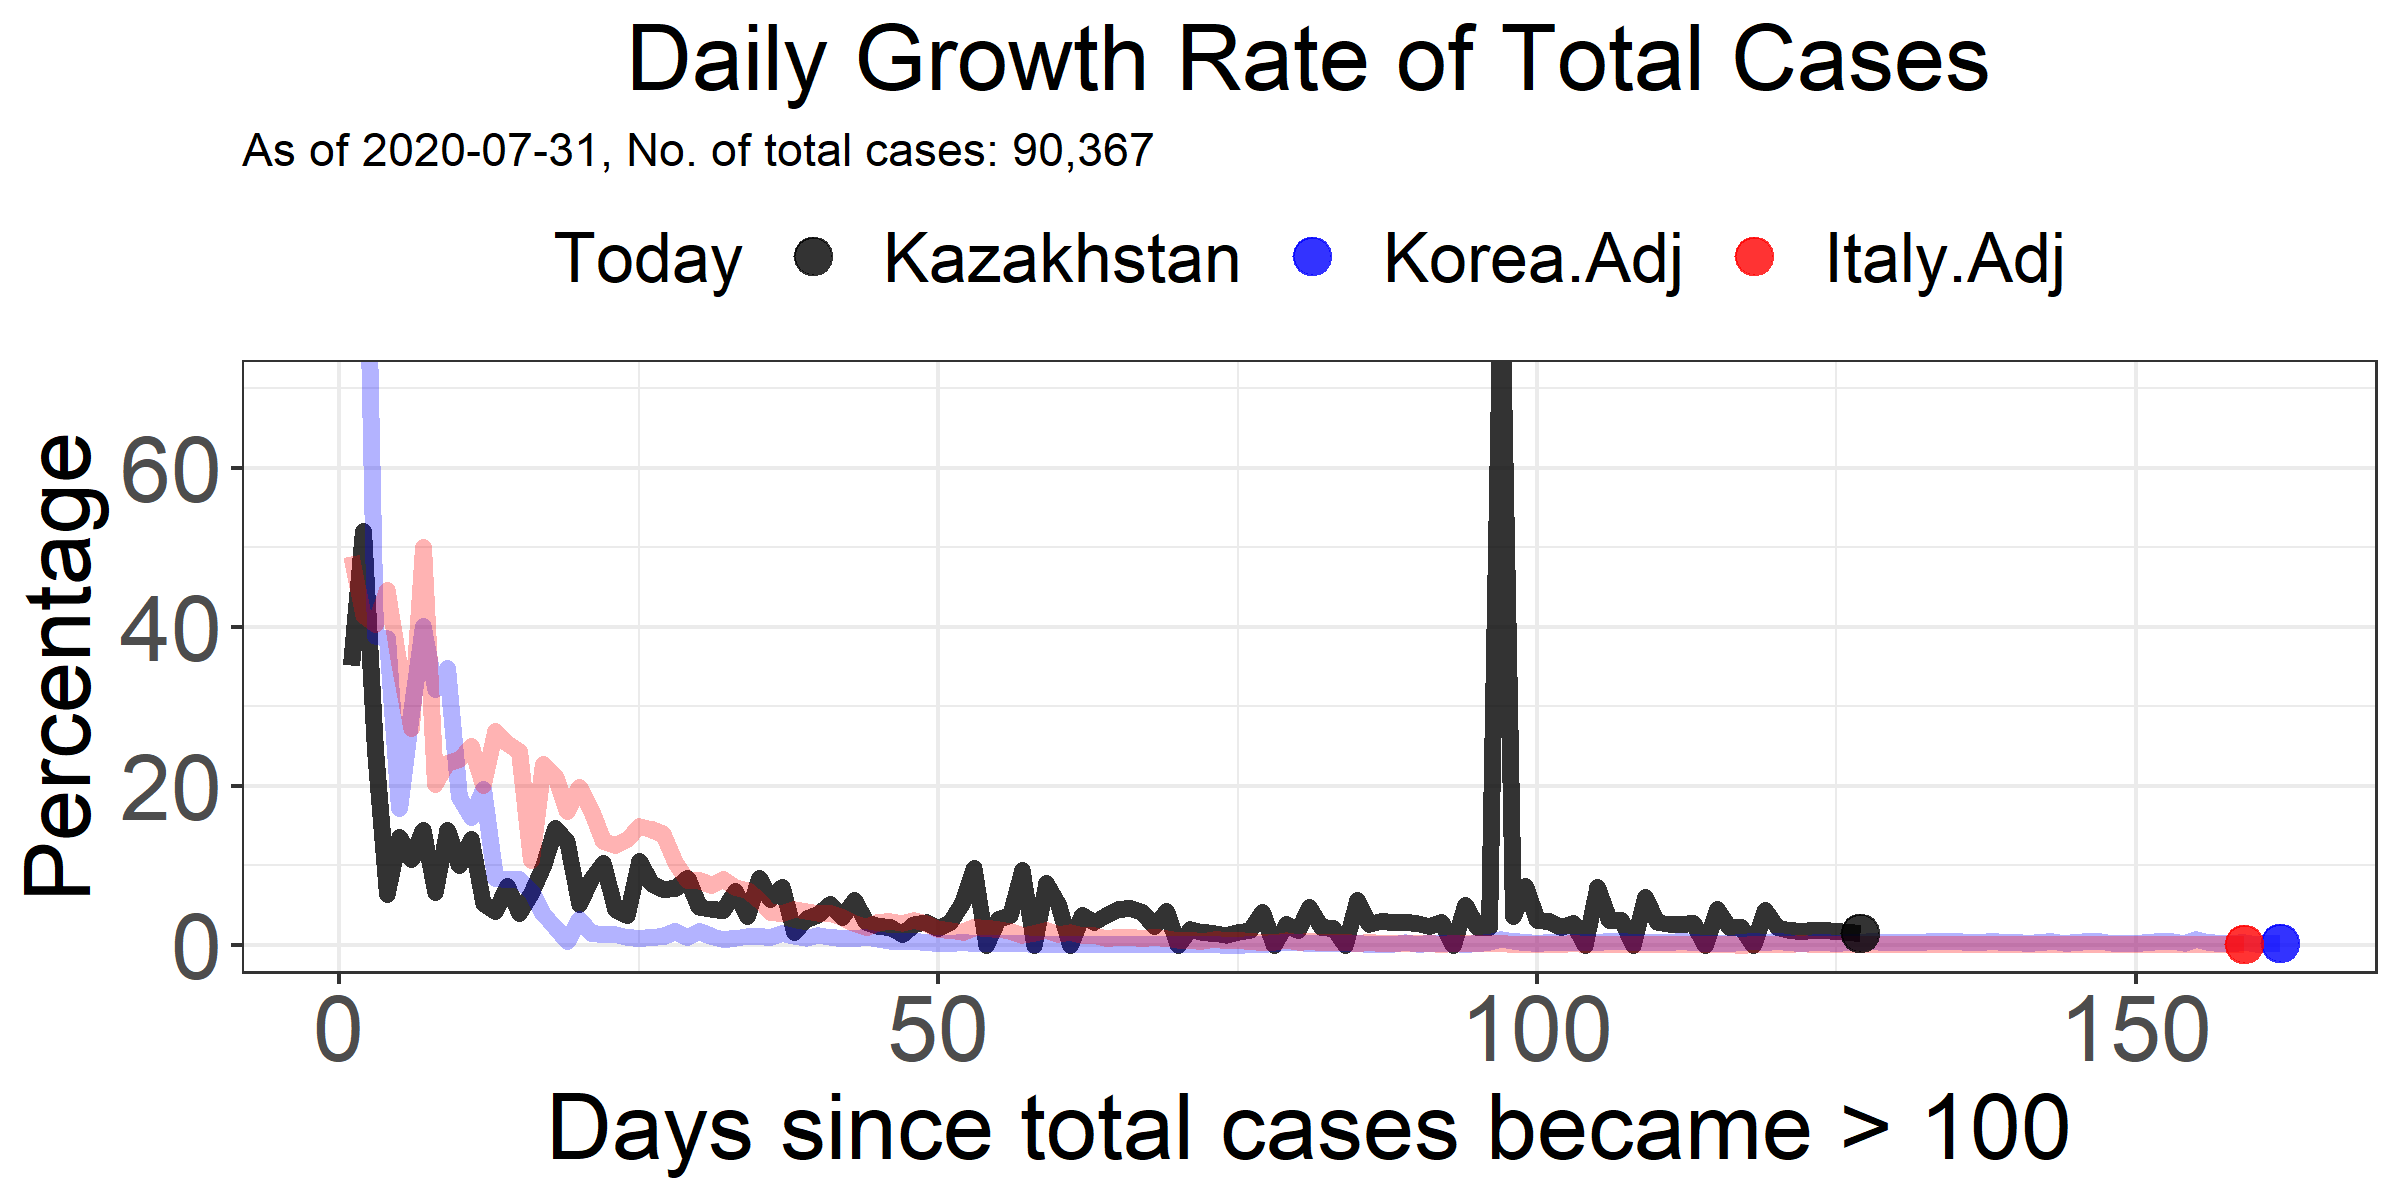 Daily Growth Rate of Total Cases
As of 2020-07-31, No. of total cases: 90,367
Today Kazakhstan Korea.Adj Italy.Adj
Percentage
60
40
20
0
0 50 100 150
Days since total cases became > 100